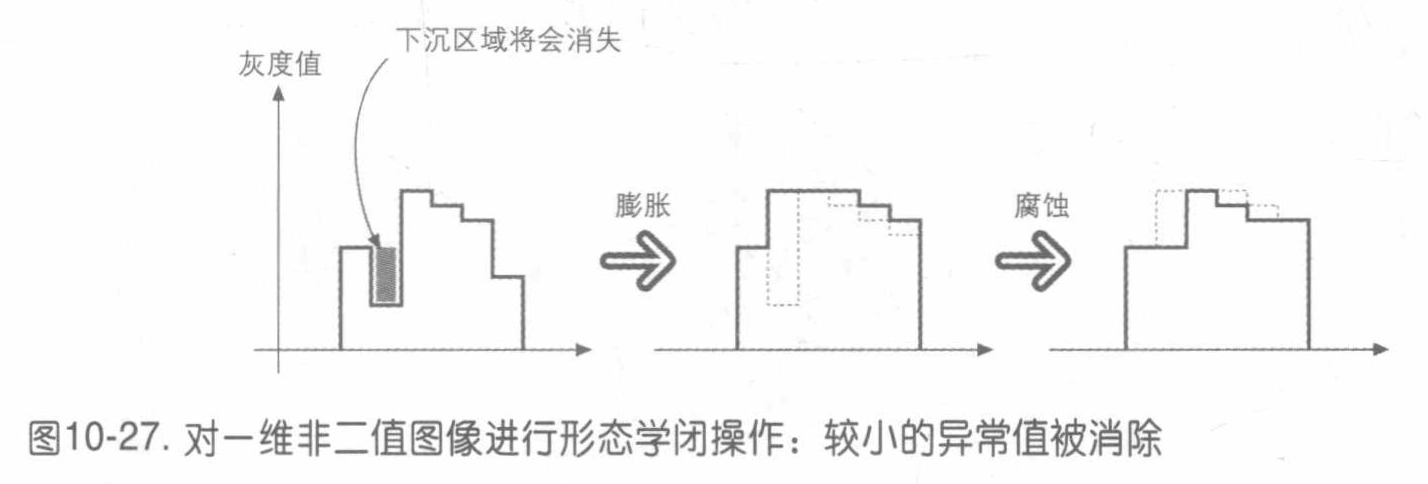 下沉区域将会消失
灰度值
膨胀
腐蚀
图10-27. 对一维非二值图像进行形态学闭操作：较小的异常值被消除